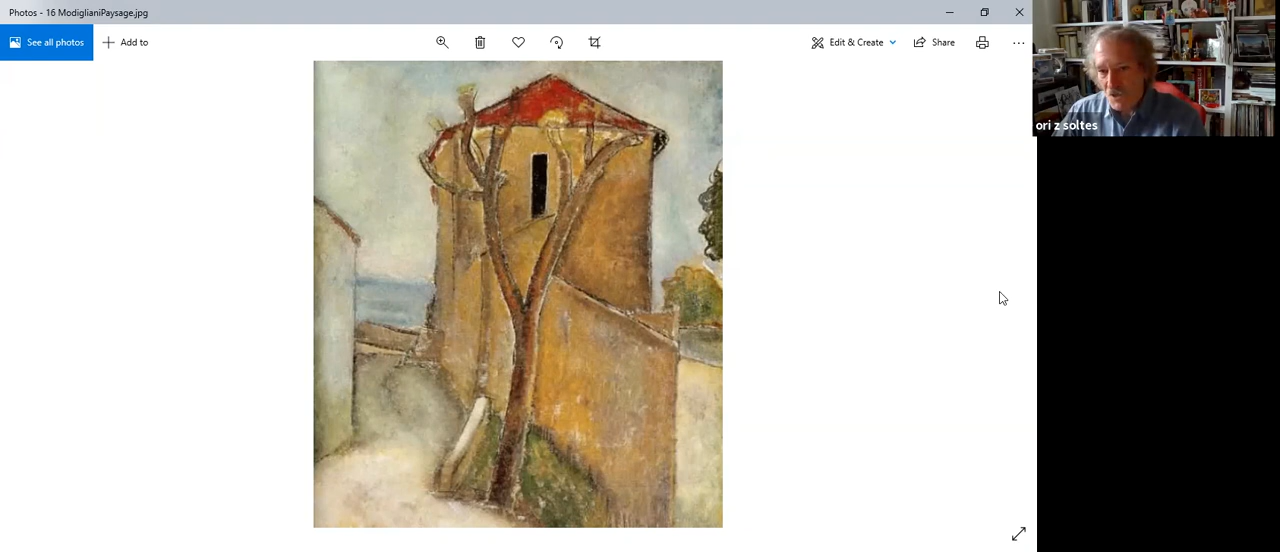 Photos - 16 ModiglianiPaysage.jpg
See all photos
Add to
Edit & Create
Share
ori z soltes